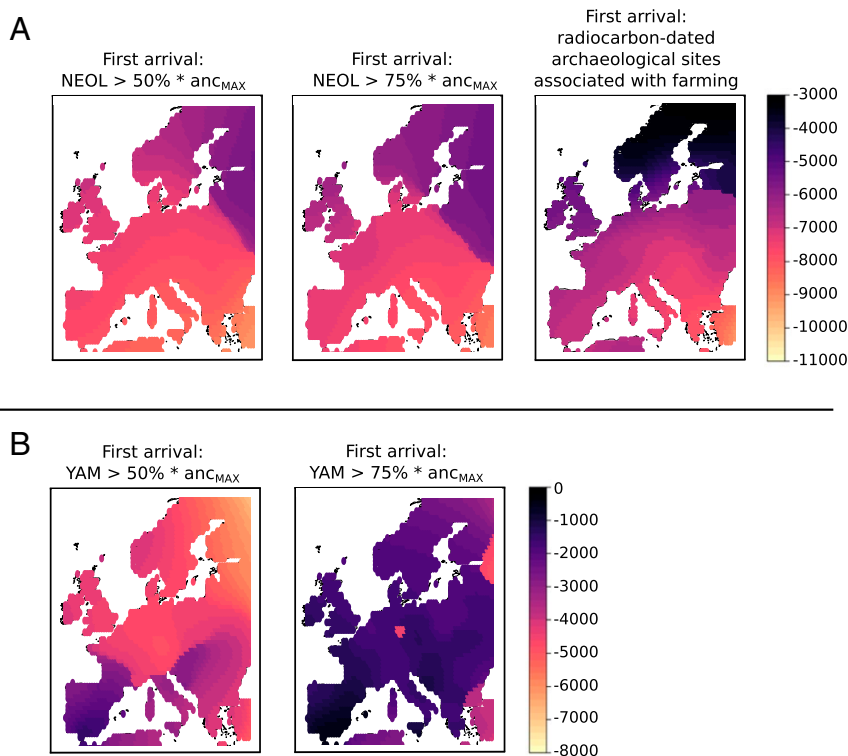 A
First arrival:
NEOL > 50% * ancMAX
First arrival:
NEOL > 75% * ancMAX
First arrival:
radiocarbon-dated
archaeological sites
associated with farming
-3000
-4000
-5000
-6000
-7000
-8000
-9000
-10000
-11000
B
First arrival:
YAM > 50% * ancMAX
First arrival:
YAM > 75% * ancMAX
0
-1000
-2000
-3000
-4000
-5000
-6000
-7000
-8000